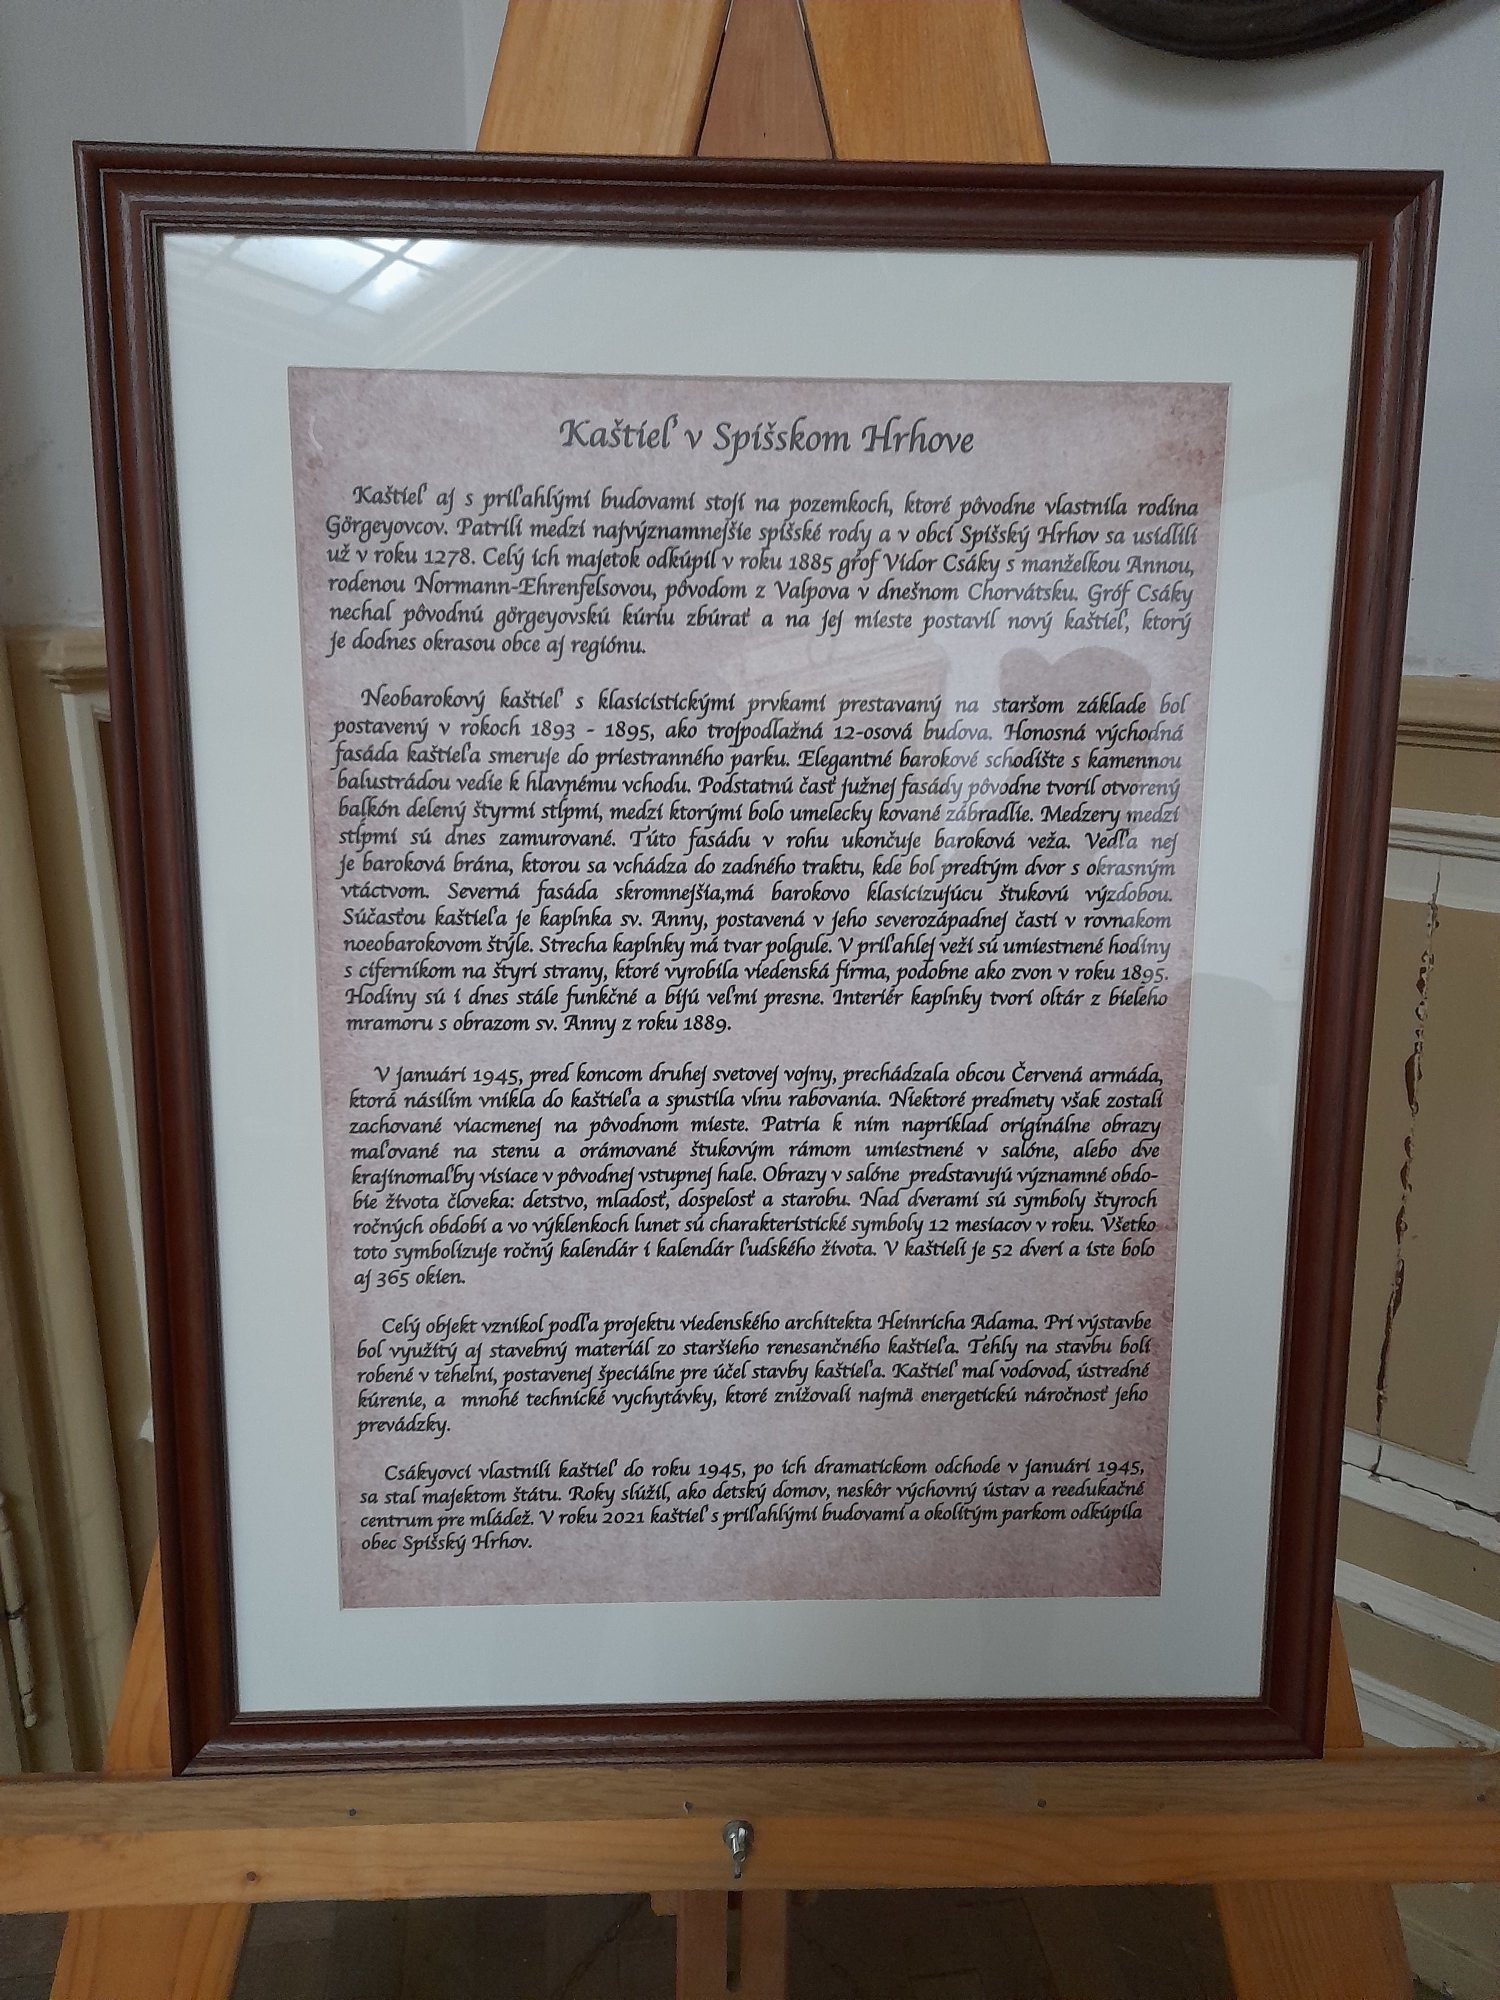 Kaštieľ v Spišskom Hrhove
Kaštieľ aj s priľahlými budovami stojí na pozemkoch, ktoré pôvodne vlastnila rodina
Görgeyovcov. Patrili medzi najvýznamnejšie spišské rody a v obci Spišský Hrhov sa usídlili
už v roku 1278. Celý ich majetok odkúpil v roku 1885 gróf Vidor Csáky s manželkou Annou,
rodenou Normann-Ehrenfelsovou, pôvodom z Valpova v dnešnom Chorvátsku. Gróf Csáky
nechal pôvodnú görgeyovskú kúriu zbúrať a na jej mieste postavil nový kaštieľ, ktorý
je dodnes okrasou obce aj regiónu.
Neobarokový kaštieľ s klasicistickými prvkami prestavaný na staršom základe bol
postavený v rokoch 1893 - 1895, ako trojpodlažná 12-osová budova. Honosná východná
fasáda kaštieľa smeruje do priestranného parku. Elegantné barokové schodište s kamennou
balustrádou vedie k hlavnému vchodu. Podstatnú časť južnej fasády pôvodne tvoril otvorený
balkón delený štyrmi stĺpmi, medzi ktorými bolo umelecky kované zábradlie. Medzery medzi
stĺpmi sú dnes zamurované. Túto fasádu v rohu ukončuje baroková veža. Vedľa nej
je baroková brána, ktorou sa vchádza do zadného traktu, kde bol predtým dvor s okrasným
vtáctvom. Severná fasáda skromnejšia,má barokovo klasicizujúcu štukovú výzdobou.
Súčasťou kaštieľa je kaplnka sv. Anny, postavená v jeho severozápadnej časti v rovnakom
noeobarokovom štýle. Strecha kaplnky má tvar polgule. V priľahlej veži sú umiestnené hodiny
s ciferníkom na štyri strany, ktoré vyrobila viedenská firma, podobne ako zvon v roku 1895.
Hodiny sú i dnes stále funkčné a bijú veľmi presne. Interiér kaplnky tvorí oltár z bieleho
mramoru s obrazom sv. Anny z roku 1889.
V januári 1945, pred koncom druhej svetovej vojny, prechádzala obcou Červená armáda,
ktorá násilím vnikla do kaštieľa a spustila vlnu rabovania. Niektoré predmety však zostali
zachované viacmenej na pôvodnom mieste. Patria k nim napríklad originálne obrazy
maľované na stenu a orámované štukovým rámom umiestnené v salóne, alebo dve
krajinomaľby visiace v pôvodnej vstupnej hale. Obrazy v salóne predstavujú významné obdo-
bie života človeka: detstvo, mladosť, dospelosť a starobu. Nad dverami sú symboly štyroch
ročných období a vo výklenkoch lunet sú charakteristické symboly 12 mesiacov v roku. Všetko
toto symbolizuje ročný kalendár i kalendár ľudského života. V kaštieli je 52 dverí a iste bolo
aj 365 okien.
Celý objekt vznikol podľa projektu viedenského architekta Heinricha Adama. Pri výstavbe
bol využitý aj stavebný materiál zo staršieho renesančného kaštieľa. Tehly na stavbu boli
robené v tehelni, postavenej špeciálne pre účel stavby kaštieľa. Kaštieľ mal vodovod, ústredné
kúrenie, a mnohé technické vychytávky, ktoré znižovali najmä energetickú náročnosť jeho
prevádzky.
Csákyovci vlastnili kaštieľ do roku 1945, po ich dramatickom odchode v januári 1945,
sa stal majektom štátu. Roky slúžil, ako detský domov, neskôr výchovný ústav a reedukačné
centrum pre mládež. V roku 2021 kaštieľ s priľahlými budovami a okolitým parkom odkúpila
obec Spišský Hrhov.